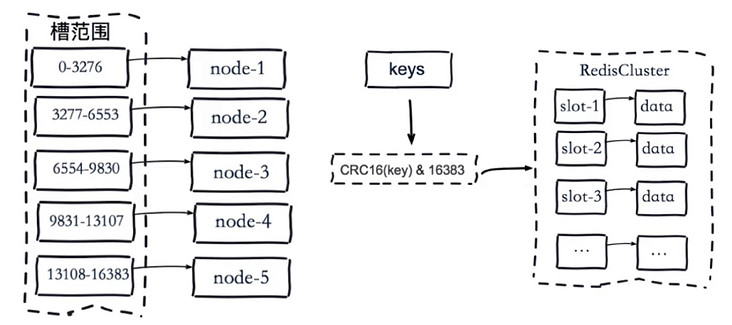 槽范围
0-3276
node-1
3277-6553
node-2
6554-9830
node-3
9831-13107
node-4
13108-16383
node-5
keys
CRC16(key) & 16383
RedisCluster
slot-1
data
slot-2
data
slot-3
data
...
...